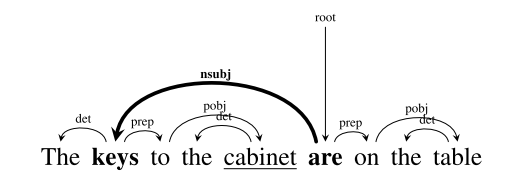 root
nsubj
pobj
pobj
det
prep
det
prep
det
The keys to the cabinet are on the table